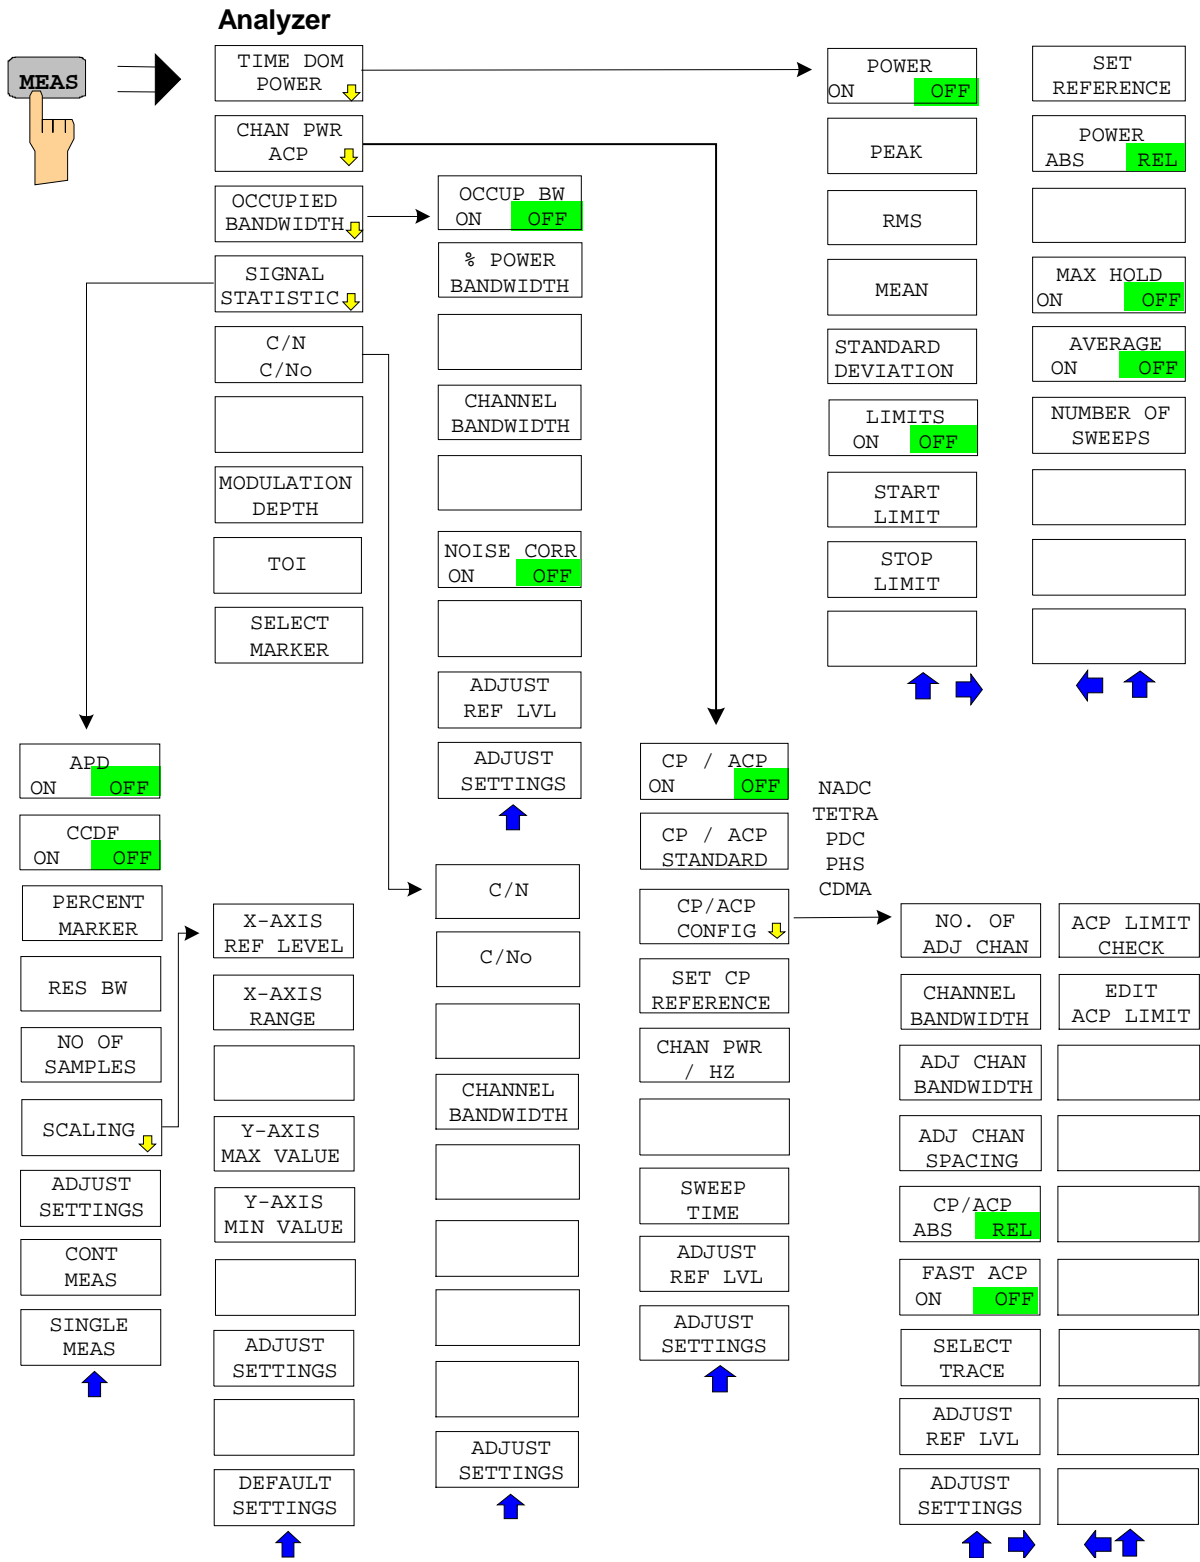 Analyzer
MEAS
TIME DOM
POWER
CHAN PWR
ACP
OCCUPIED
BANDWIDTH
SIGNAL
STATISTIC
C/N
C/No
MODULATION
DEPTH
TOI
SELECT
MARKER
OCCUP BW
ON OFF
% POWER
BANDWIDTH
CHANNEL
BANDWIDTH
NOISE CORR
ON OFF
ADJUST
REF LVL
ADJUST
SETTINGS
POWER
ON OFF
PEAK
RMS
MEAN
STANDARD
DEVIATION
LIMITS
ON OFF
START
LIMIT
STOP
LIMIT
SET
REFERENCE
POWER
ABS REL
MAX HOLD
ON OFF
AVERAGE
ON OFF
NUMBER OF
SWEEPS
APD
ON OFF
CCDF
ON OFF
PERCENT
MARKER
RES BW
NO OF
SAMPLES
SCALING
ADJUST
SETTINGS
CONT
MEAS
SINGLE
MEAS
X-AXIS
REF LEVEL
X-AXIS
RANGE
Y-AXIS
MAX VALUE
Y-AXIS
MIN VALUE
ADJUST
SETTINGS
DEFAULT
SETTINGS
C/N
C/No
CHANNEL
BANDWIDTH
ADJUST
SETTINGS
CP / ACP
ON OFF
CP / ACP
STANDARD
CP/ACP
CONFIG
SET CP
REFERENCE
CHAN PWR
/ HZ
SWEEP
TIME
ADJUST
REF LVL
ADJUST
SETTINGS
NADC
TETRA
PDC
PHS
CDMA
NO. OF
ADJ CHAN
CHANNEL
BANDWIDTH
ADJ CHAN
BANDWIDTH
ADJ CHAN
SPACING
CP/ACP
ABS REL
FAST ACP
ON OFF
SELECT
TRACE
ADJUST
REF LVL
ADJUST
SETTINGS
ACP LIMIT
CHECK
EDIT
ACP LIMIT